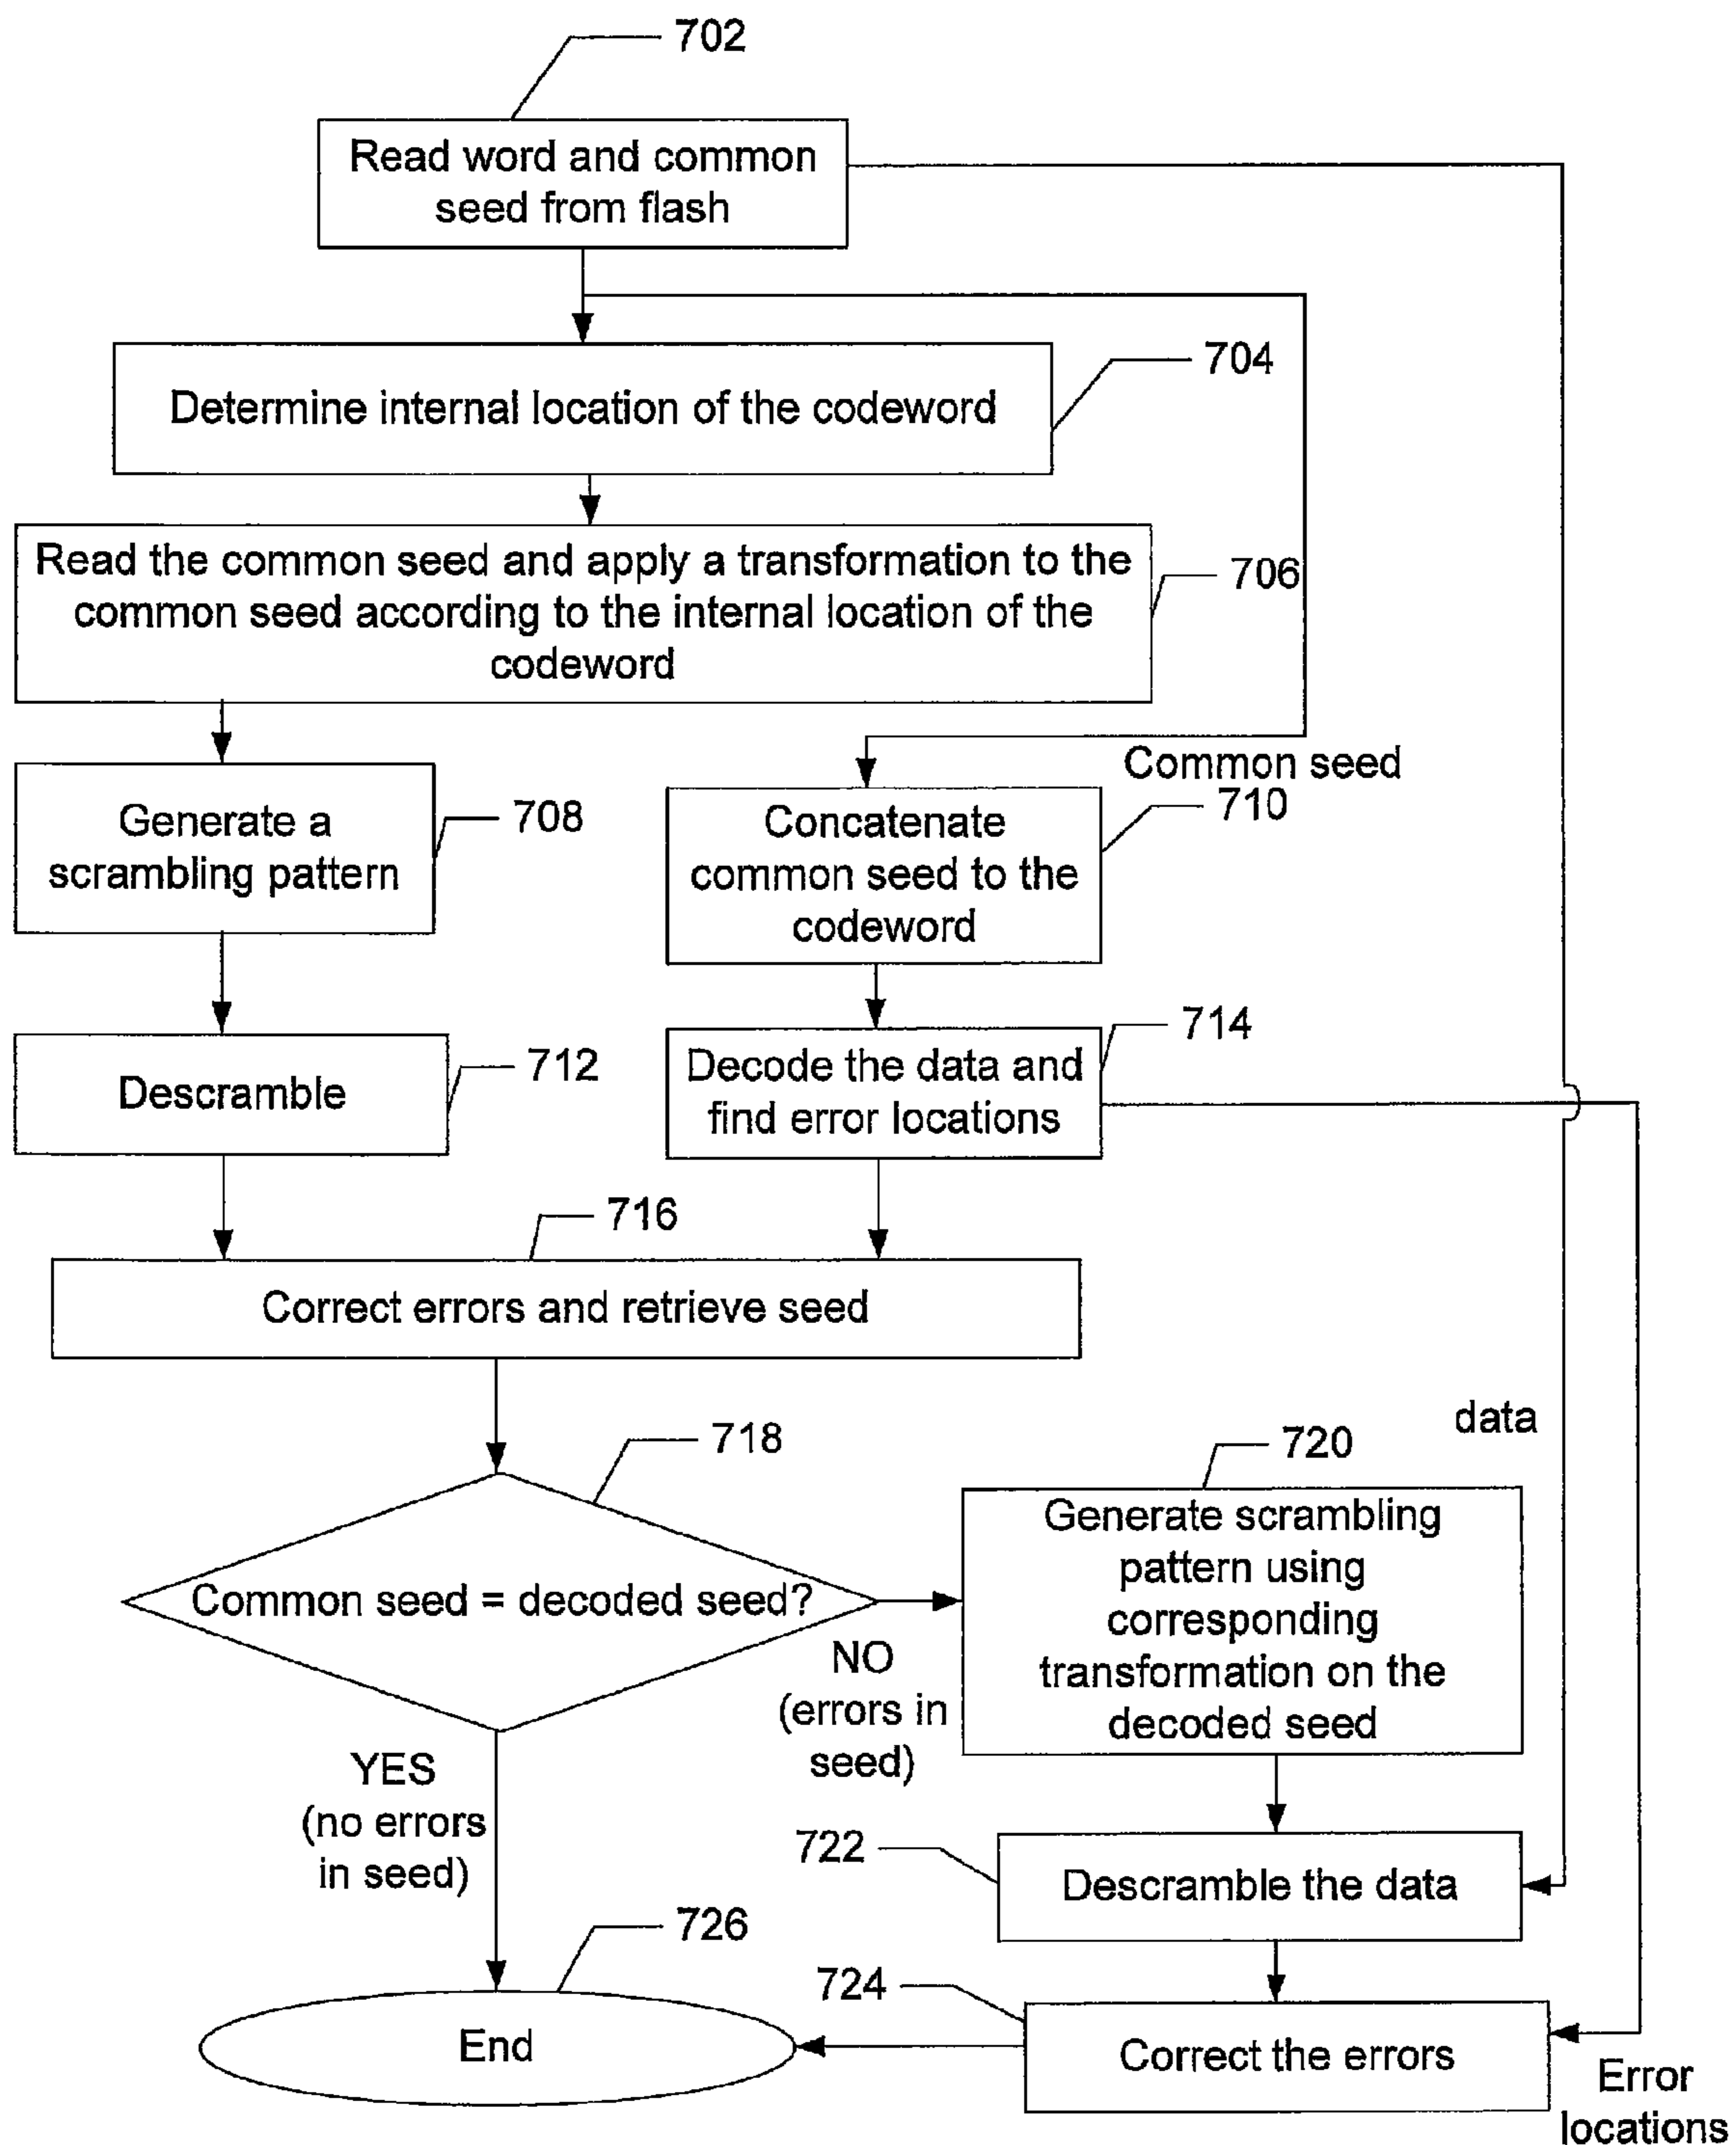 702
Read word and common
seed from flash
704
Determine internal location of the codeword
Read the common seed and apply a transformation to the
common seed according to the internal location of the
codeword
706
Common seed
Generate a
scrambling pattern
708
Concatenate
common seed to the
codeword
710
Descramble
712
Decode the data and
find error locations
714
716
Correct errors and retrieve seed
718
Common seed = decoded seed?
data
720
Generate scrambling
pattern using
corresponding
transformation on the
decoded seed
NO
(errors in
seed)
YES
(no errors
in seed)
722
Descramble the data
726
End
724
Correct the errors
Error
locations